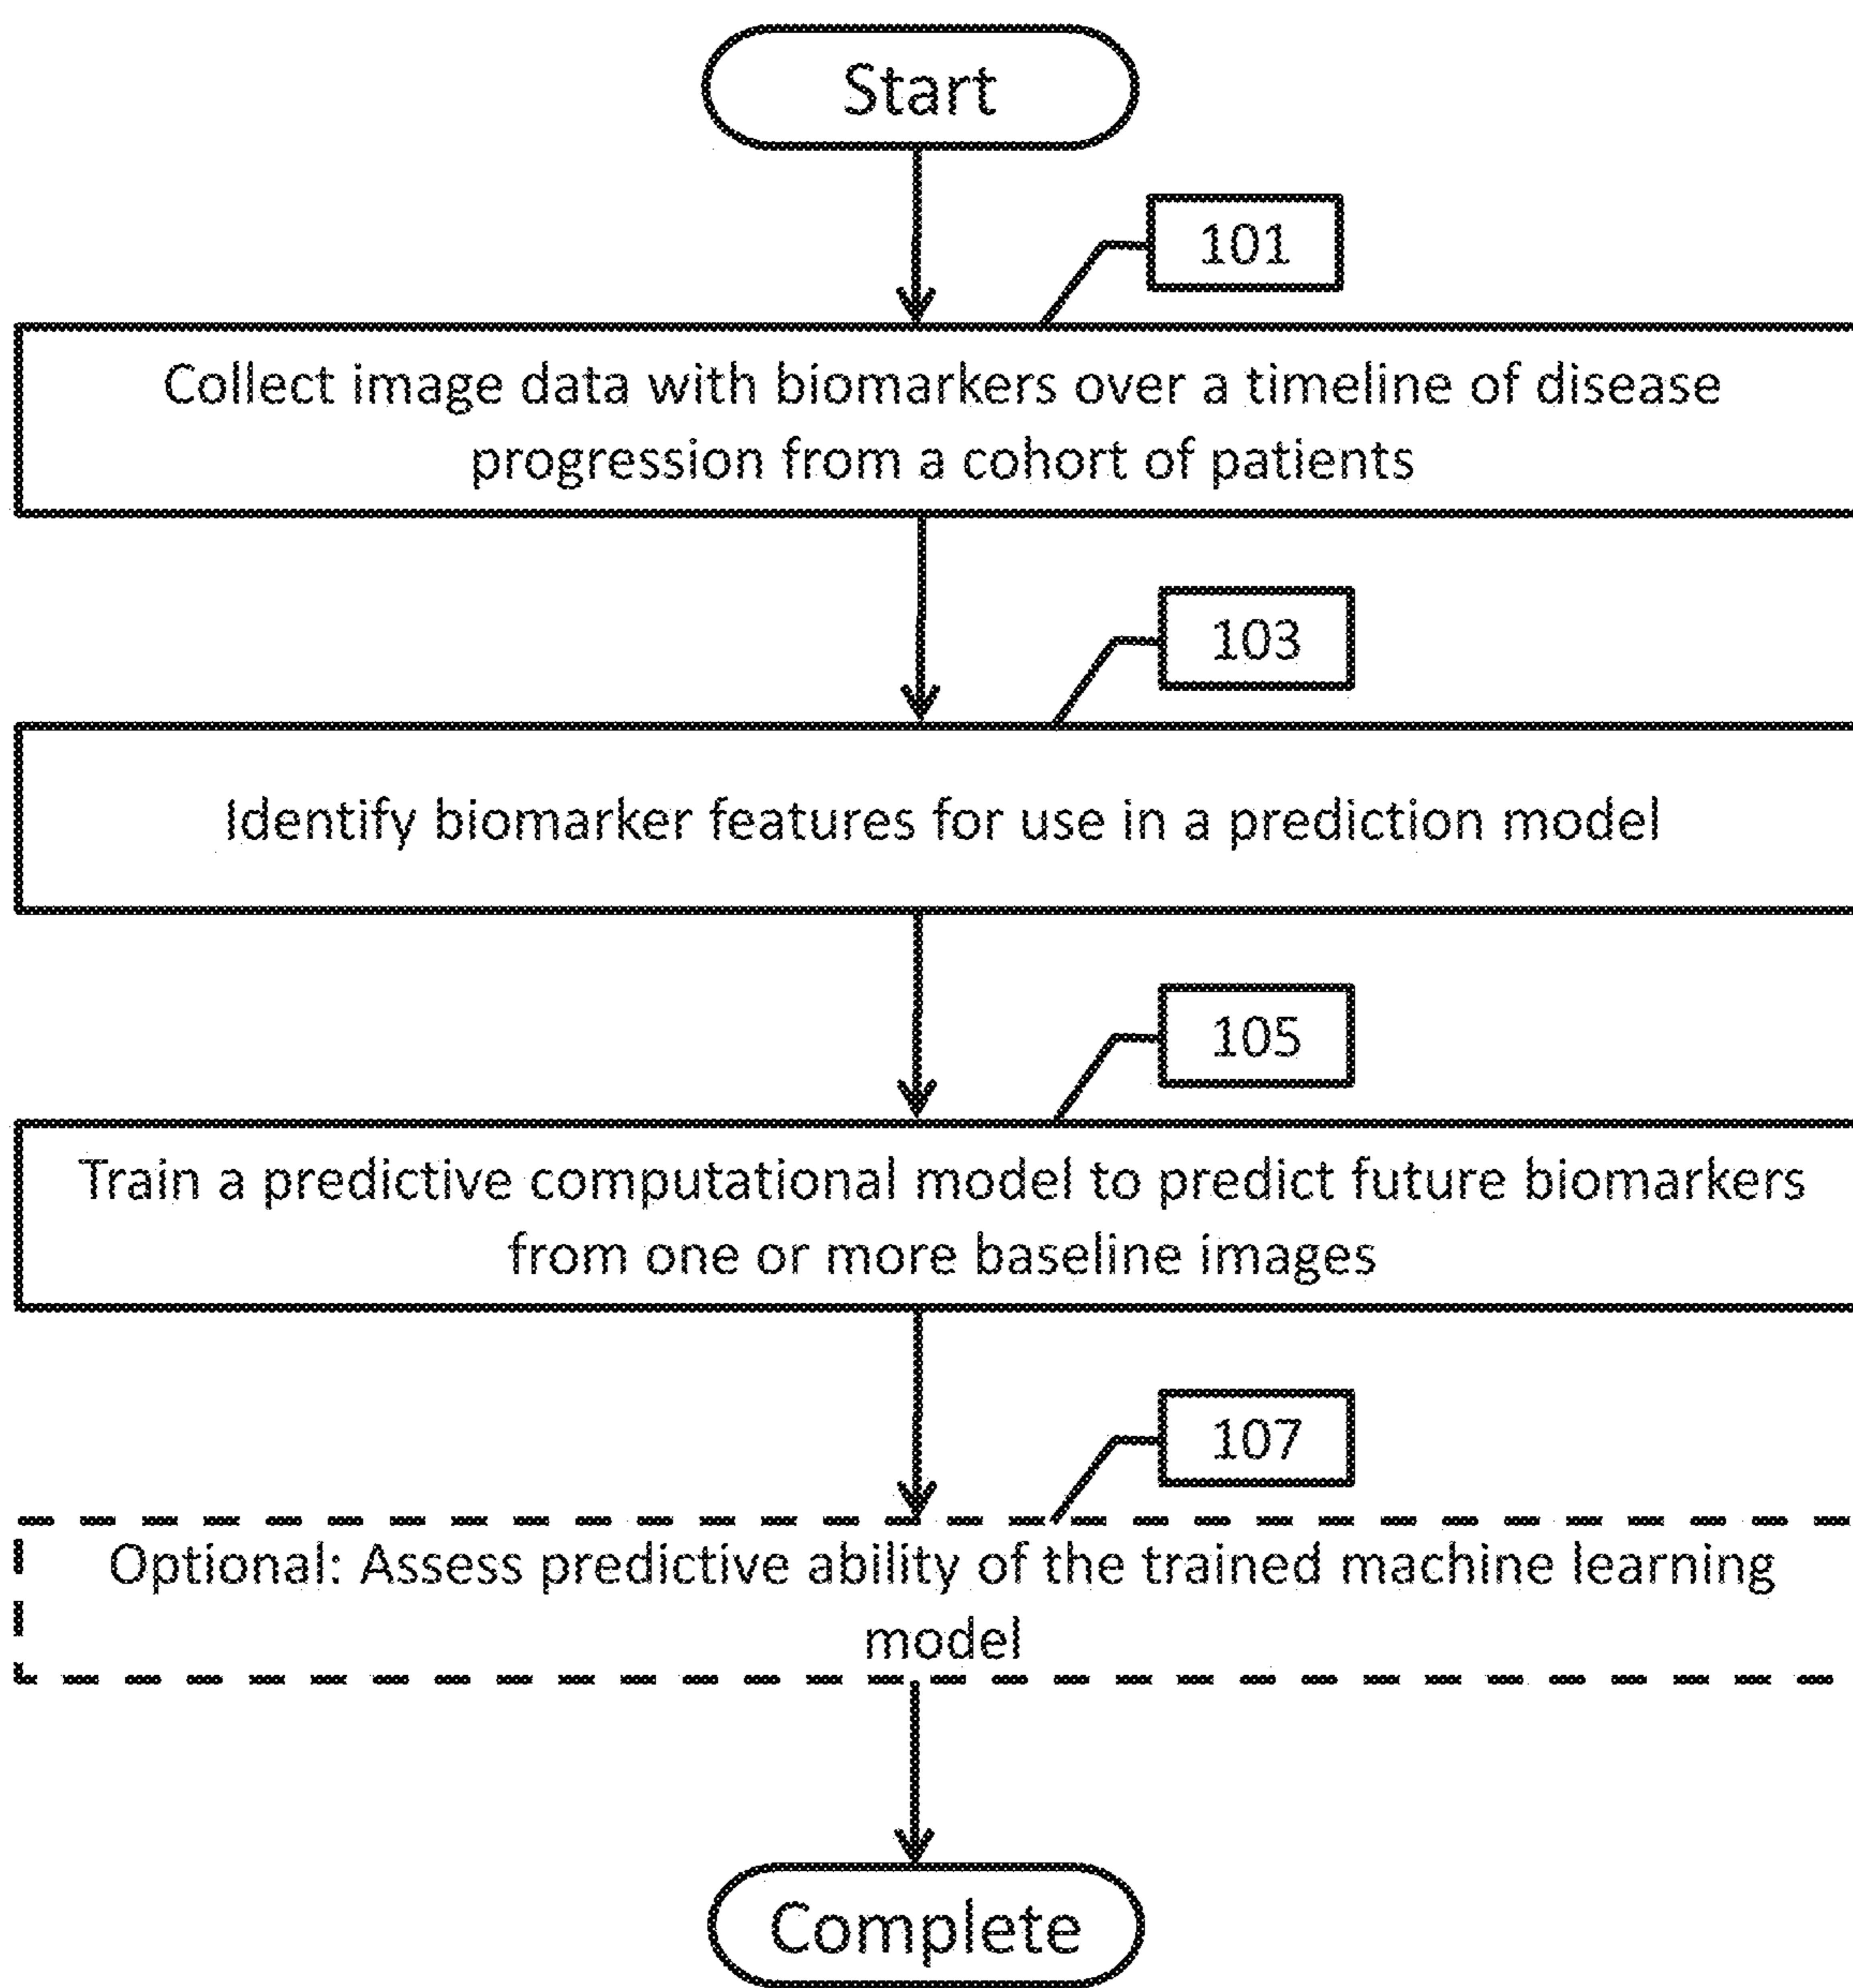 Start
101
Collect image data with biomarkers over a timeline of disease
progression from a cohort of patients
103
Identify biomarker features for use in a prediction model
105
Train a predictive computational model to predict future biomarkers
from one or more baseline images
107
Optional: Assess predictive ability of the trained machine learning
model
Complete